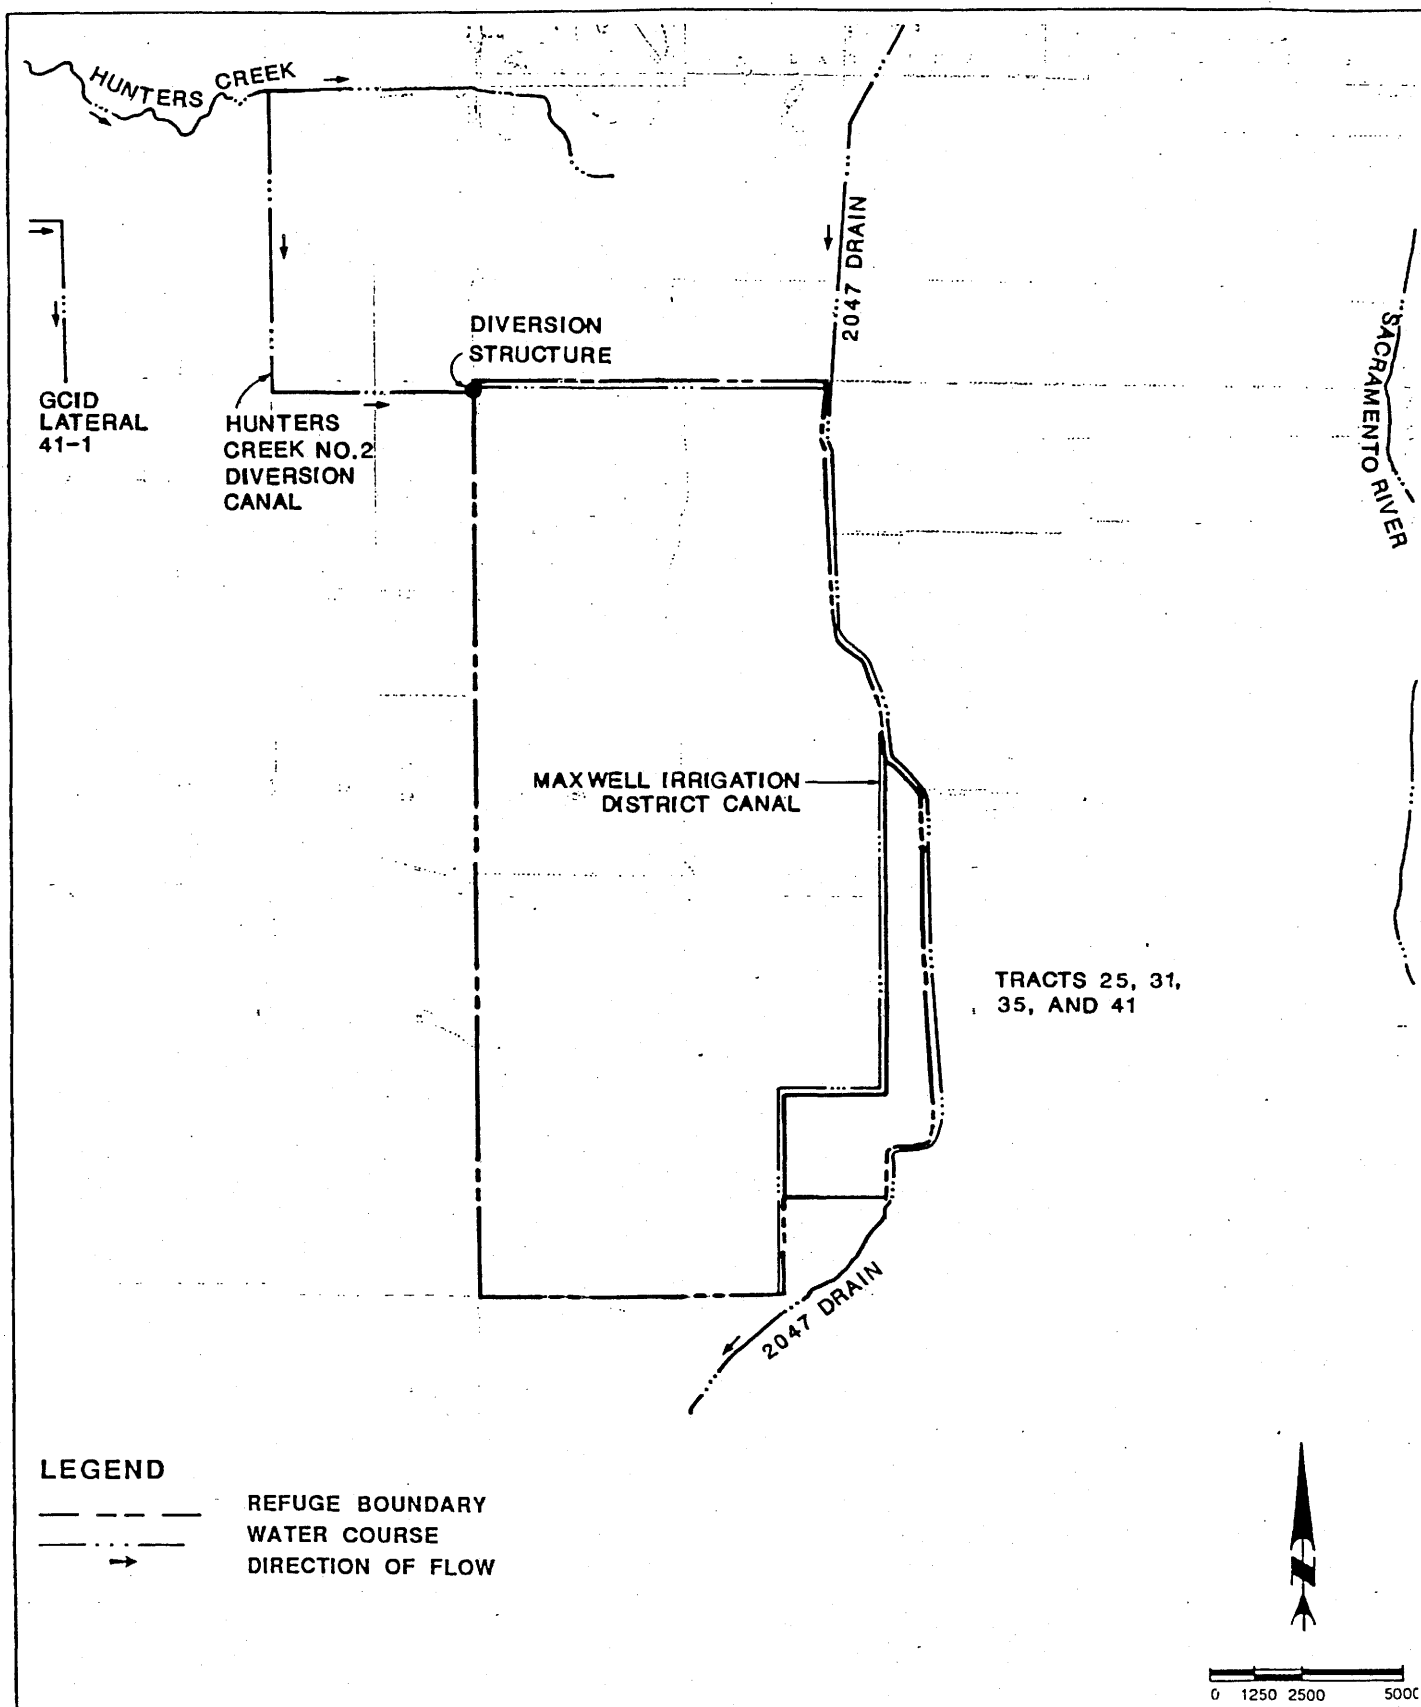 HUNTERS CREEK
2047 DRAIN
SACRAMENTO RIVER
DIVERSION
STRUCTURE
GCID
LATERAL
41-1
HUNTERS
CREEK NO.2
DIVERSION
CANAL
MAXWELL IRRIGATION
DISTRICT CANAL
TRACTS 25, 31,
35, AND 41
2047 DRAIN
LEGEND
REFUGE BOUNDARY
WATER COURSE
DIRECTION OF FLOW
N
0 1250 2500 5000